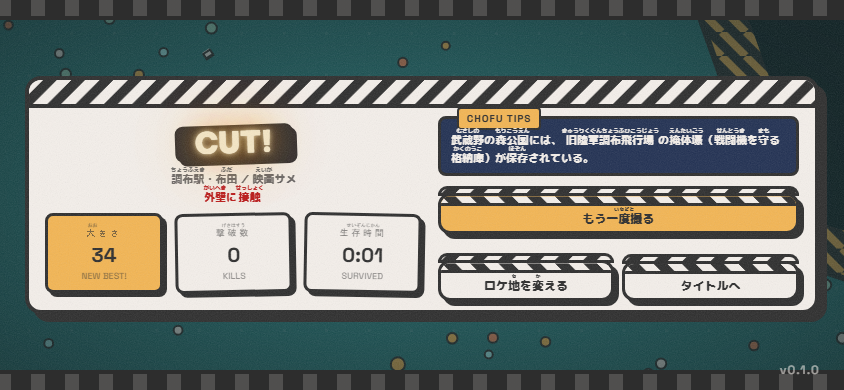 CUT!
調布駅・布田 / 映画サメ
外壁に接触
大きさ
34
NEW BEST!
撃破数
0
KILLS
生存時間
0:01
SURVIVED
CHOFU TIPS
武蔵野の森公園には、旧陸軍調布飛行場 の掩体壕（戦闘機を守る
格納庫）が保存されている。
もう一度撮る
ロケ地を変える
タイトルへ
v0.1.0